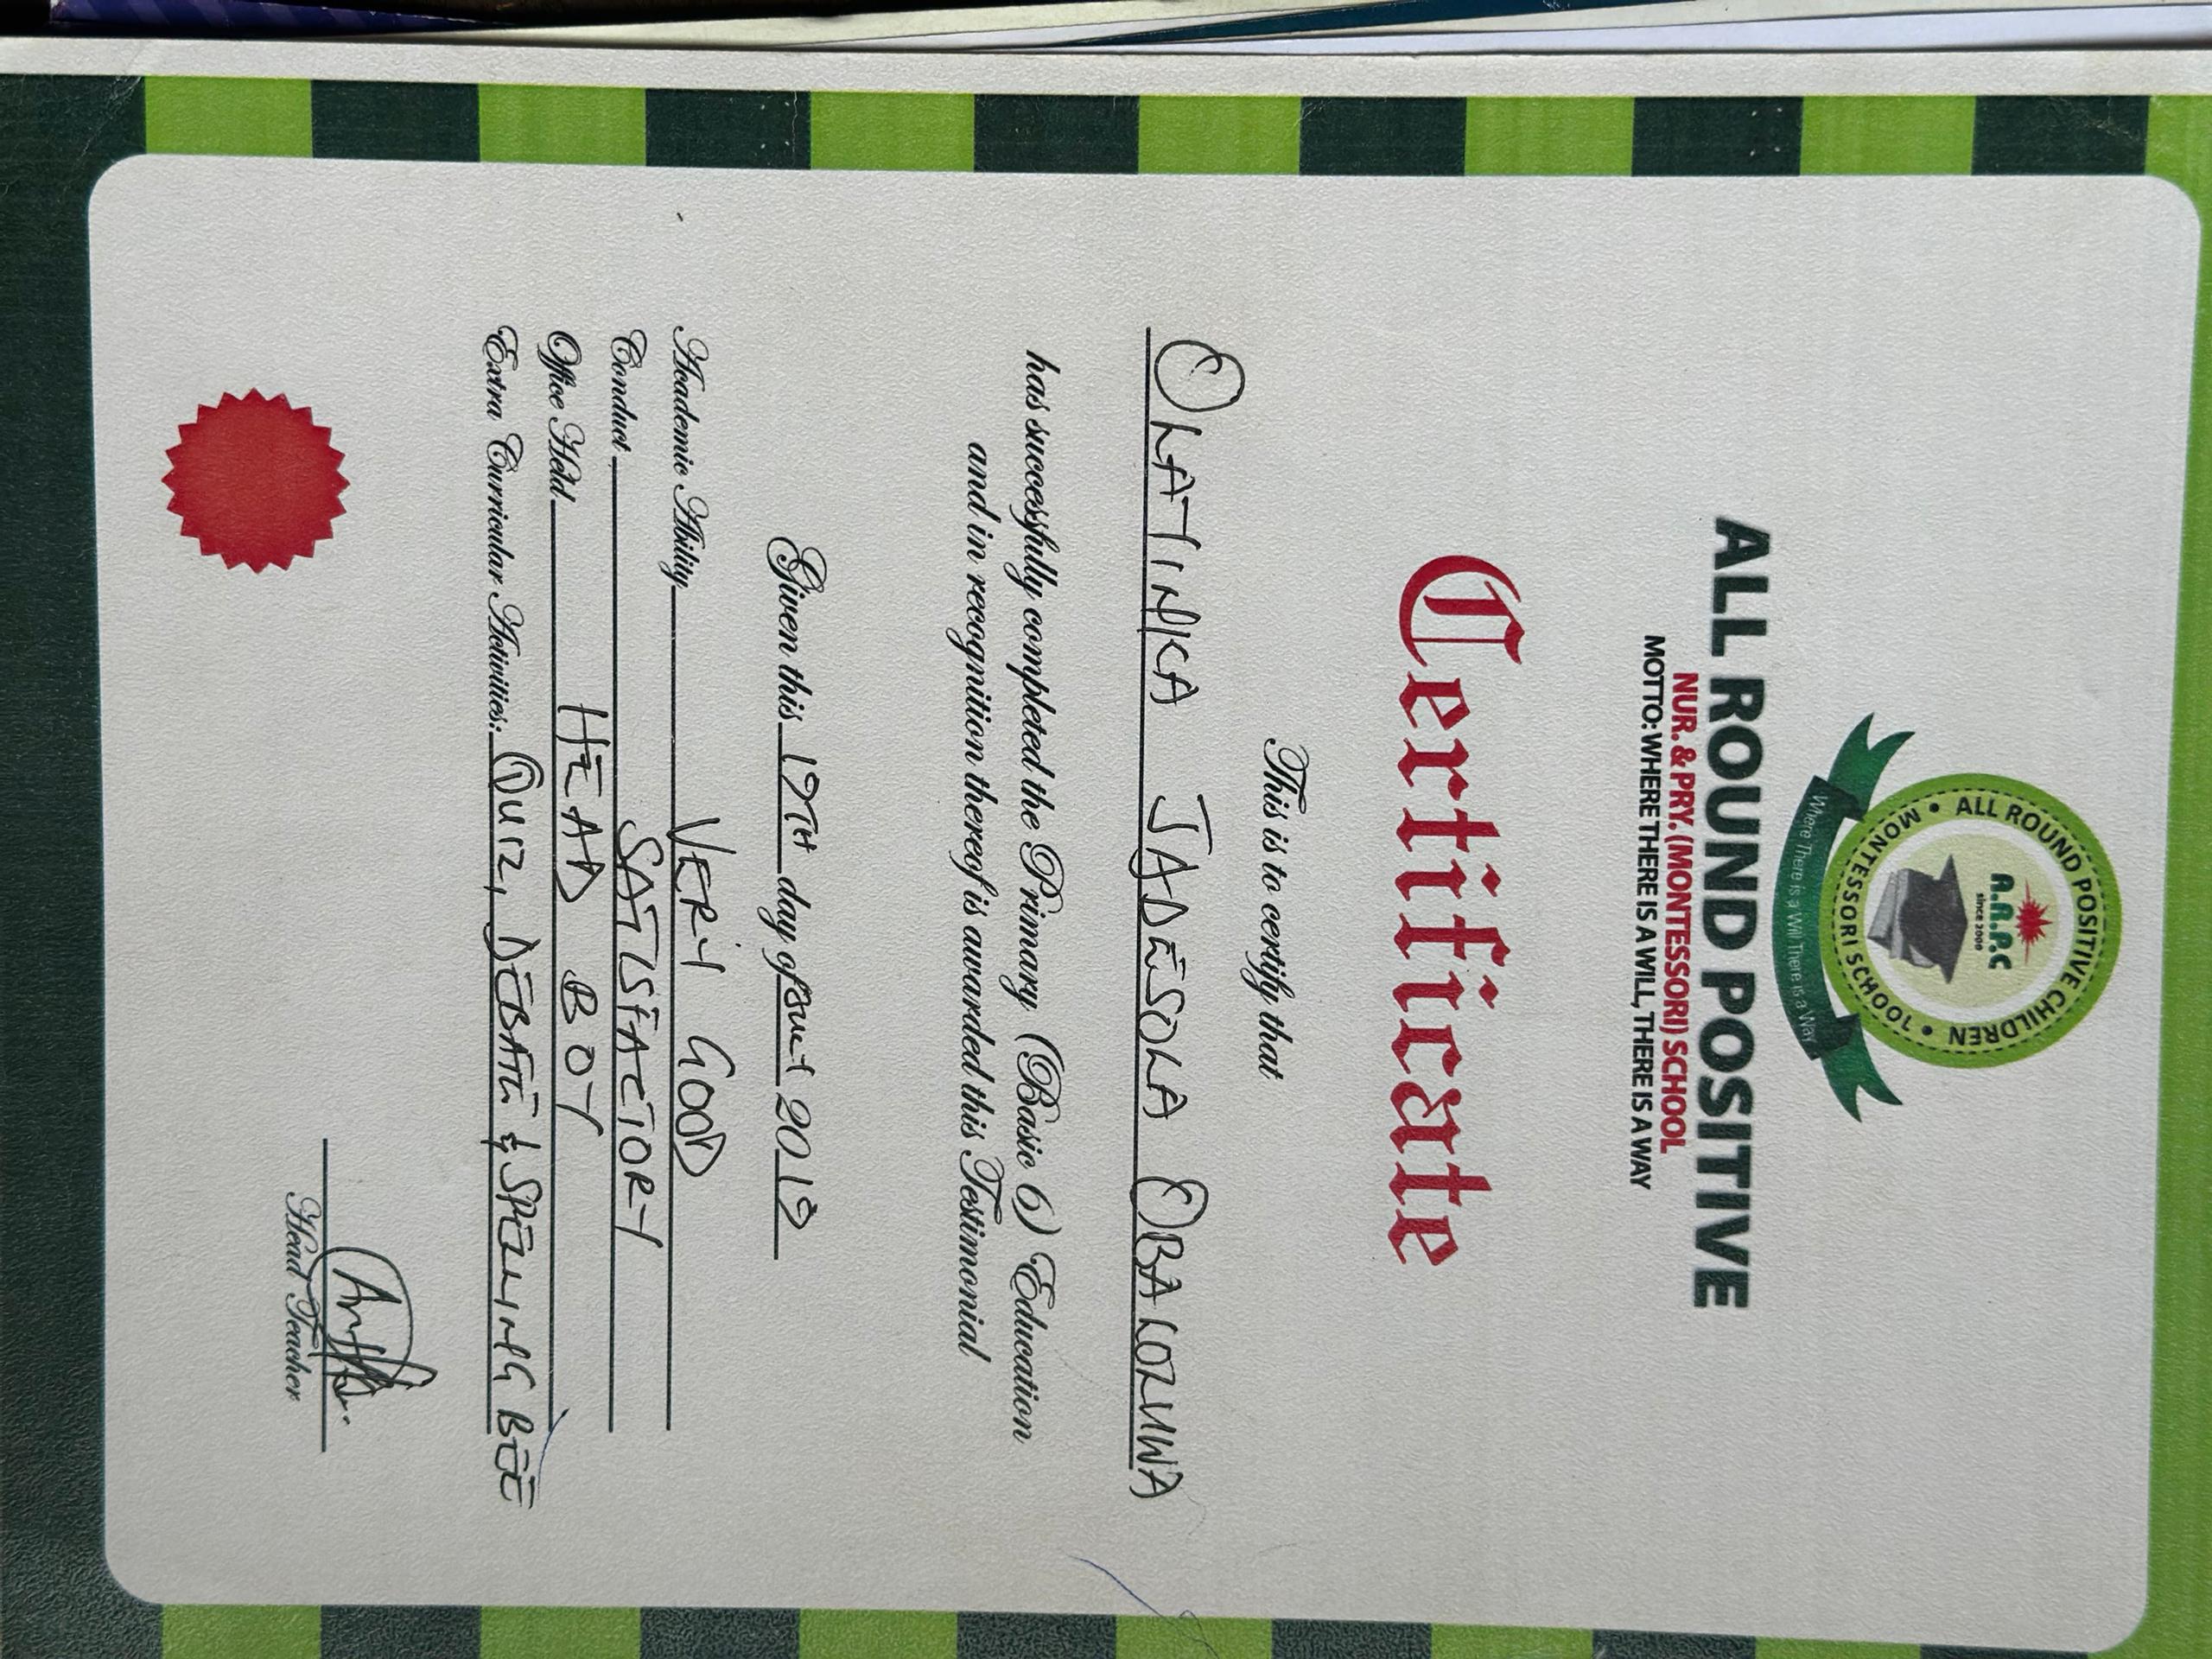 ALL ROUND POSITIVE CHILDREN • MONTESSORI SCHOOL •
A.R.P.C
since 2000
Where There is a Will There is a Way
ALL ROUND POSITIVE
NUR. & PRY. (MONTESSORI) SCHOOL
MOTTO: WHERE THERE IS A WILL, THERE IS A WAY
Certificate
This is to certify that
OLATINKA JADESOLA OBALORUWA
has successfully completed the Primary (Basic 6) Education
and in recognition thereof is awarded this Testimonial
Given this 19TH day of July 2019
Academic Ability VERY GOOD
Conduct SATISFACTORY
Office Held HEAD BOY
Extra Curricular Activities: QUIZ, DEBATE & SPELLING BEE
Head Teacher